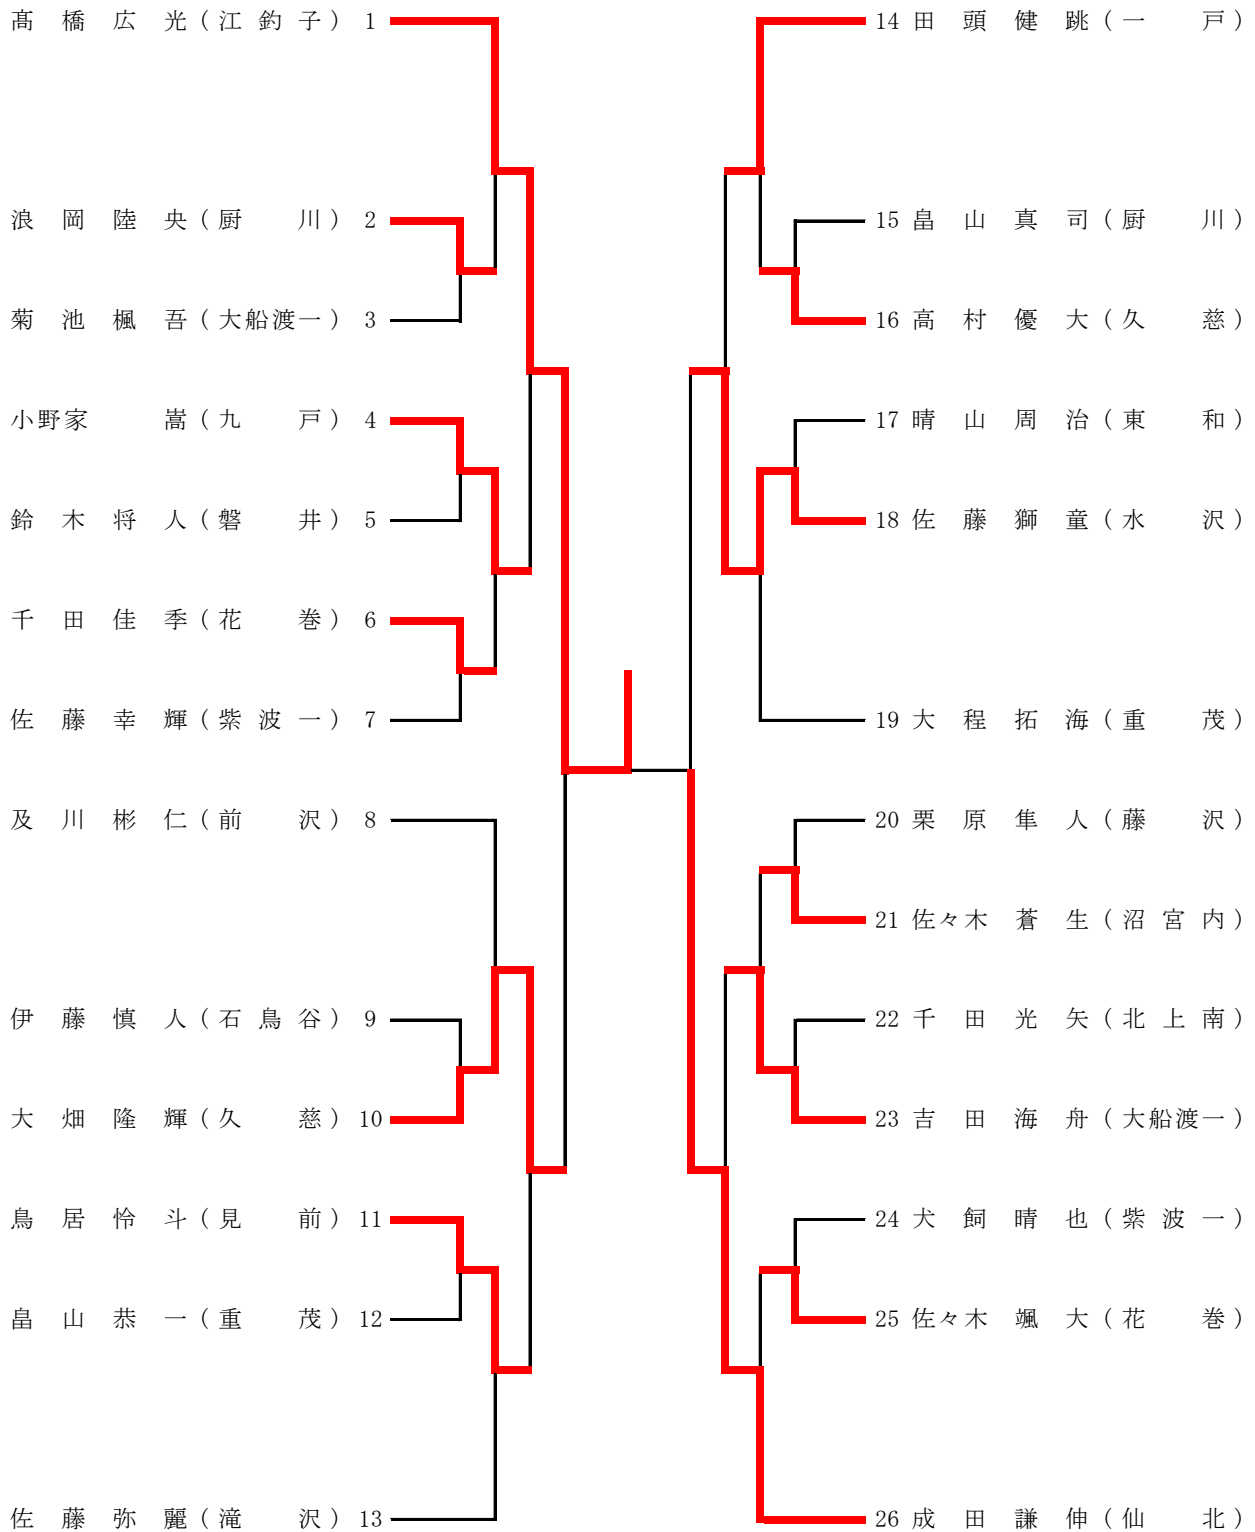 髙橋広光（江釣子） 1
浪岡陸央（厨川） 2
菊池楓吾（大船渡一） 3
小野家嵩（九戸） 4
鈴木将人（磐井） 5
千田佳季（花巻） 6
佐藤幸輝（紫波一） 7
及川彬仁（前沢） 8
伊藤慎人（石鳥谷） 9
大畑隆輝（久慈） 10
鳥居怜斗（見前） 11
畠山恭一（重茂） 12
佐藤弥麗（滝沢） 13
14 田頭健跳（一戸）
15 畠山真司（厨川）
16 高村優大（久慈）
17 晴山周治（東和）
18 佐藤獅童（水沢）
19 大程拓海（重茂）
20 栗原隼人（藤沢）
21 佐々木蒼生（沼宮内）
22 千田光矢（北上南）
23 吉田海舟（大船渡一）
24 犬飼晴也（紫波一）
25 佐々木颯大（花巻）
26 成田謙伸（仙北）